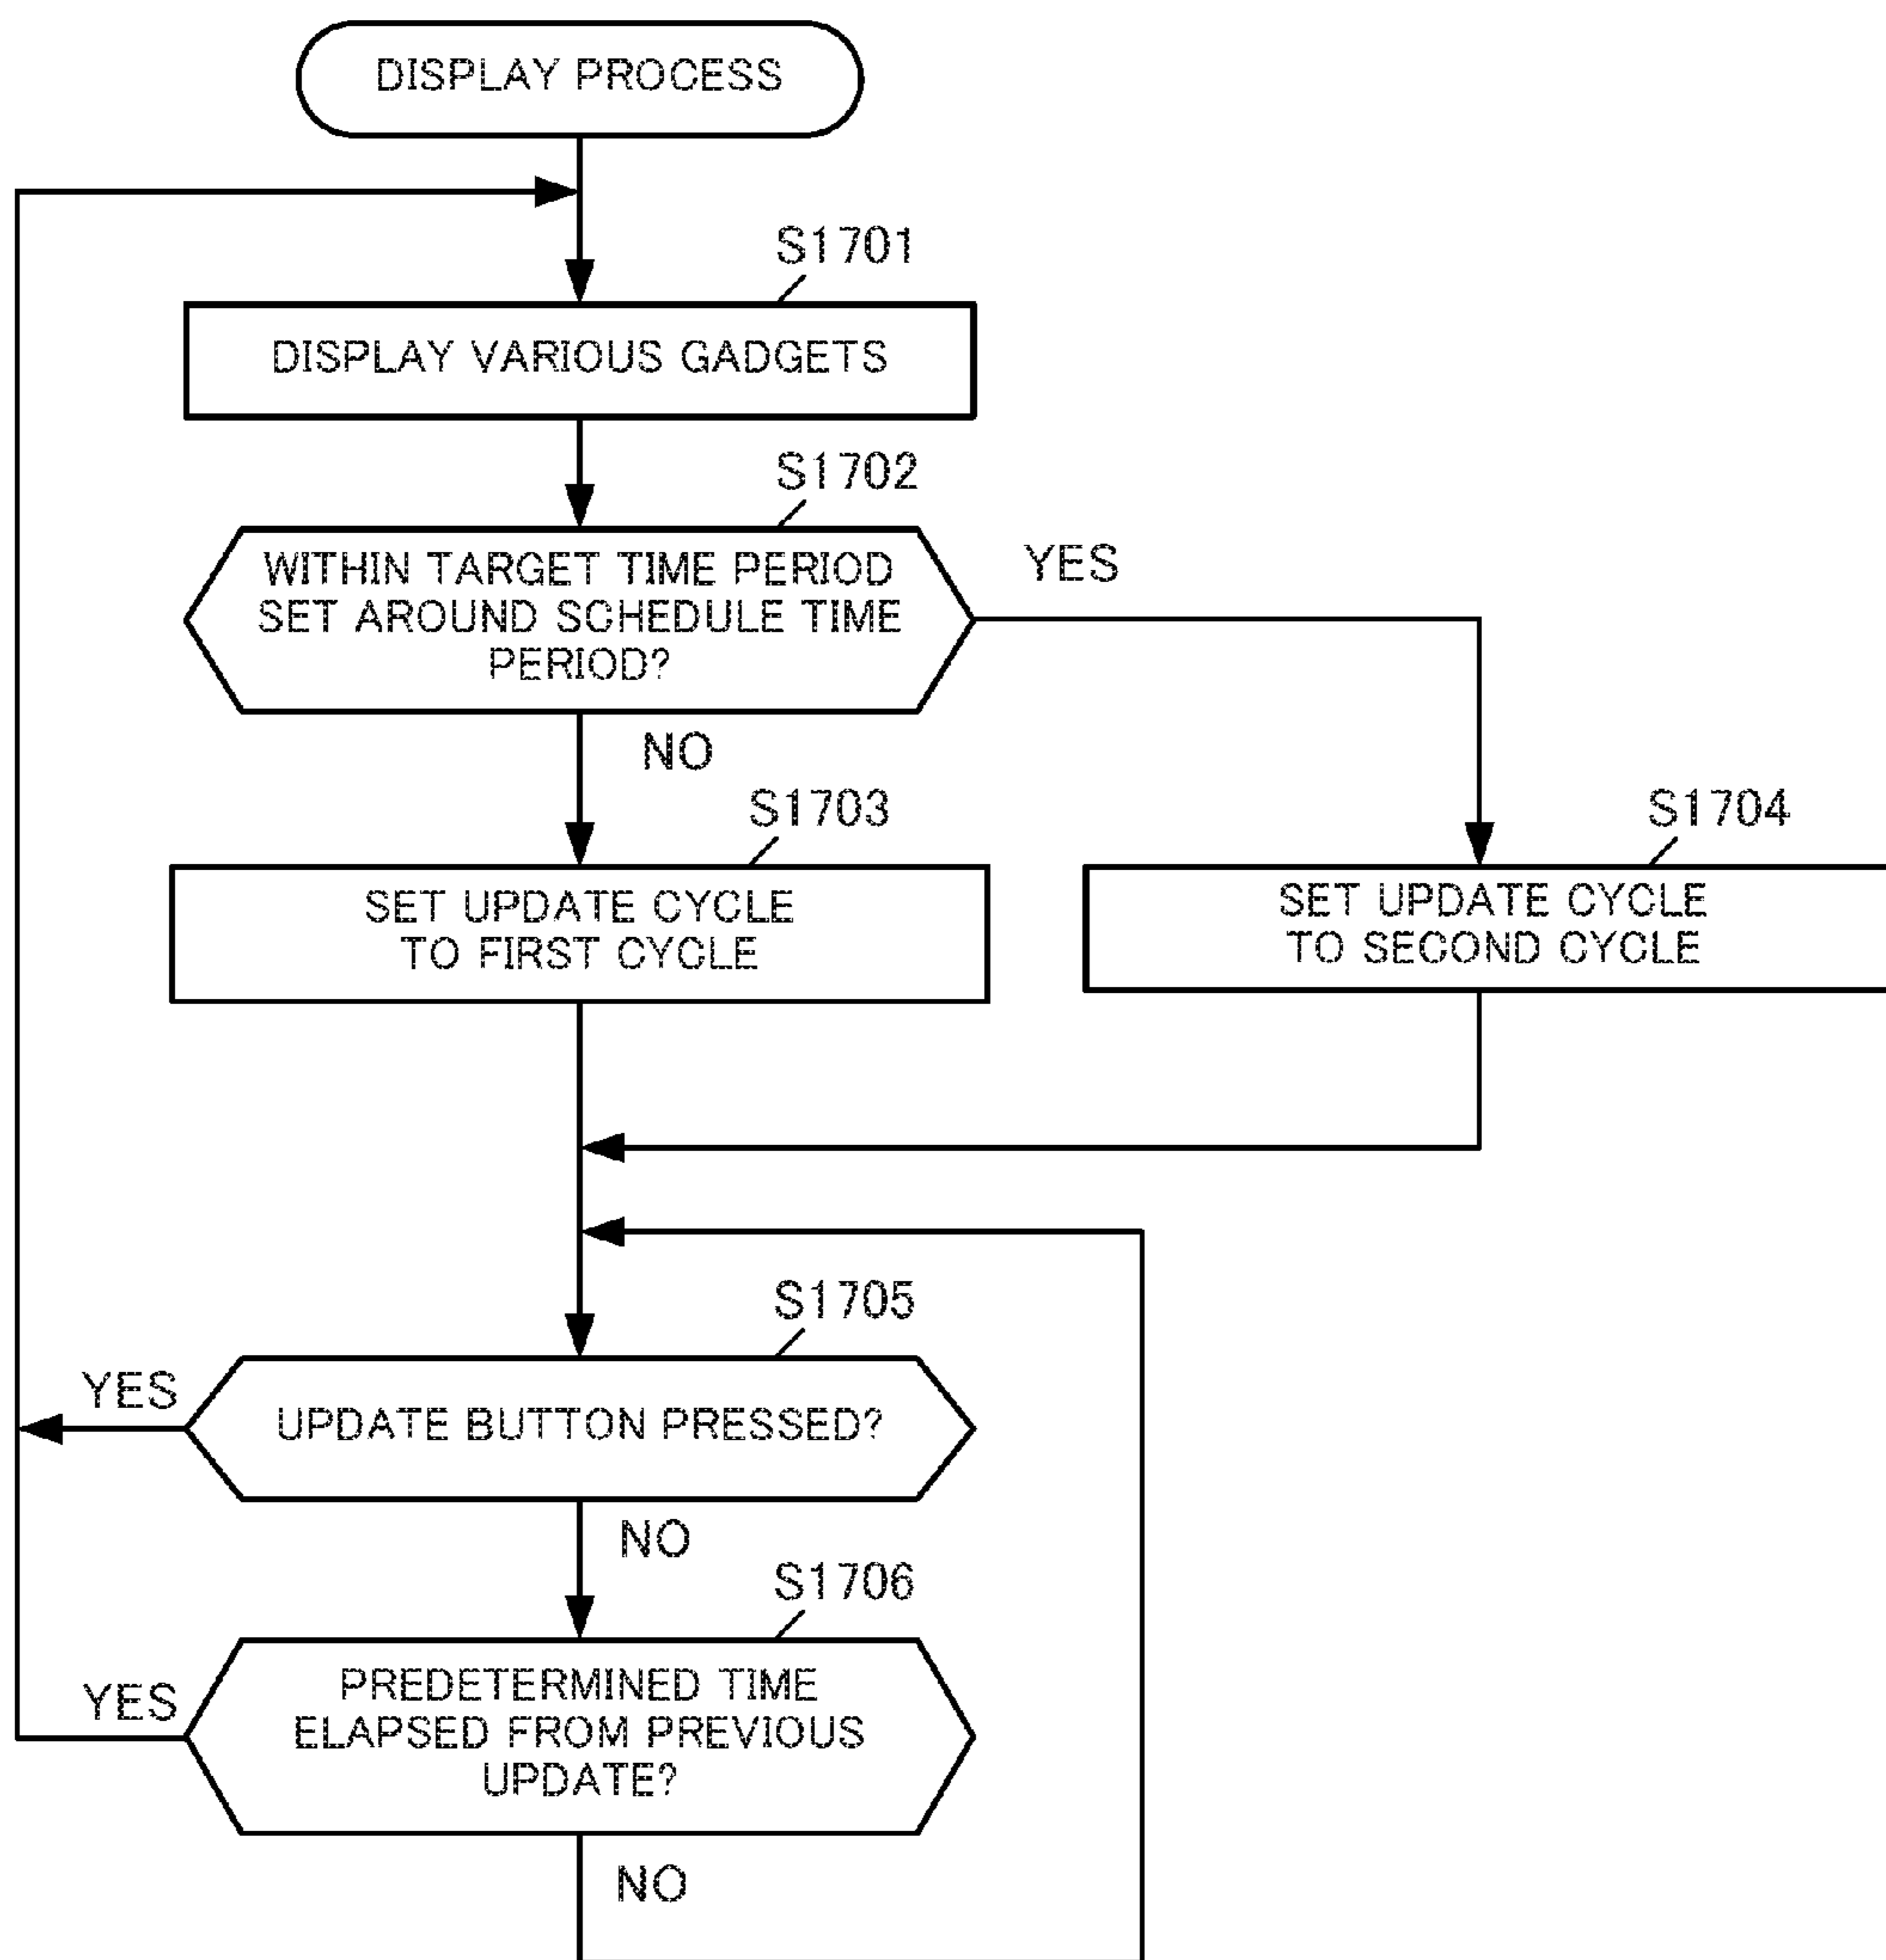 DISPLAY PROCESS
S1701
DISPLAY VARIOUS GADGETS
S1702
WITHIN TARGET TIME PERIOD
SET AROUND SCHEDULE TIME
PERIOD?
YES
NO
S1703
SET UPDATE CYCLE
TO FIRST CYCLE
S1704
SET UPDATE CYCLE
TO SECOND CYCLE
S1705
YES
UPDATE BUTTON PRESSED?
NO
S1706
YES
PREDETERMINED TIME
ELAPSED FROM PREVIOUS
UPDATE?
NO